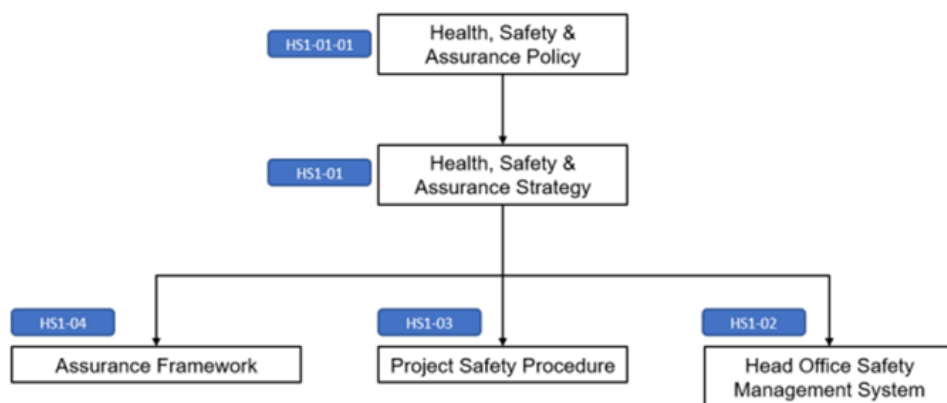 HS1-01-01
Health, Safety &
Assurance Policy
HS1-01
Health, Safety &
Assurance Strategy
HS1-04
Assurance Framework
HS1-03
Project Safety Procedure
HS1-02
Head Office Safety
Management System